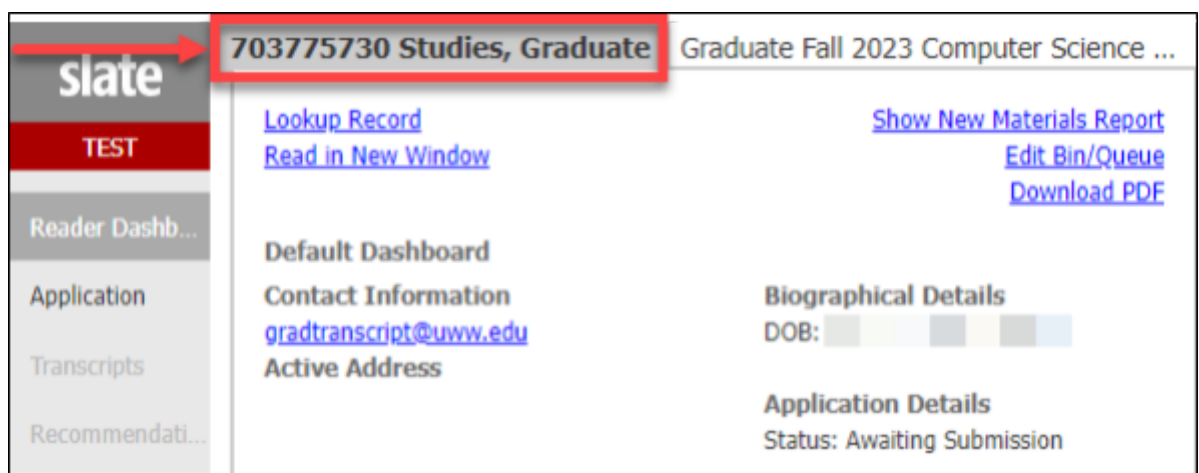 703775730 Studies, Graduate Graduate Fall 2023 Computer Science ...
slate
TEST
Reader Dashb...
Application
Transcripts
Recommendati...
Lookup Record
Read in New Window
Show New Materials Report
Edit Bin/Queue
Download PDF
Default Dashboard
Contact Information
gradtranscript@uww.edu
Active Address
Biographical Details
DOB:
Application Details
Status: Awaiting Submission